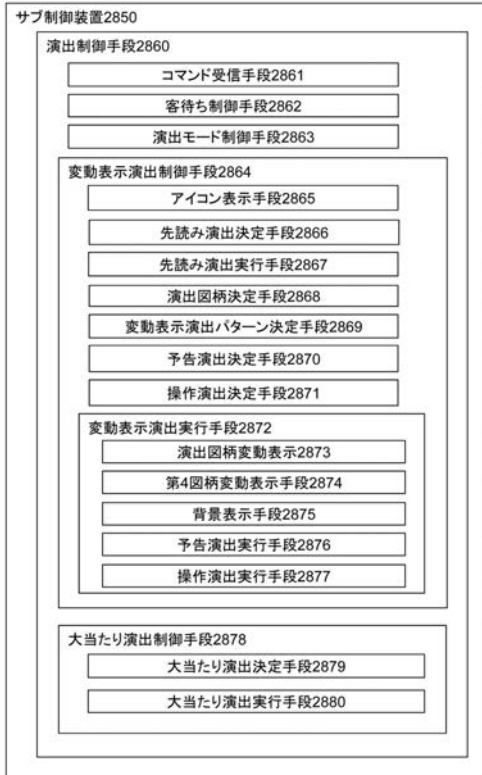 サブ制御装置2850
演出制御手段2860
コマンド受信手段2861
客待ち制御手段2862
演出モード制御手段2863
変動表示演出制御手段2864
アイコン表示手段2865
先読み演出決定手段2866
先読み演出実行手段2867
演出図柄決定手段2868
変動表示演出パターン決定手段2869
予告演出決定手段2870
操作演出決定手段2871
変動表示演出実行手段2872
演出図柄変動表示2873
第4図柄変動表示手段2874
背景表示手段2875
予告演出実行手段2876
操作演出実行手段2877
大当たり演出制御手段2878
大当たり演出決定手段2879
大当たり演出実行手段2880